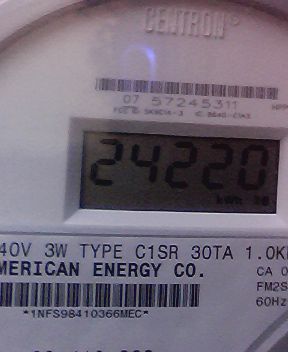 CENTRON®
07 57245311
24220
kWh
40V 3W TYPE C1SR 30TA 1.0K
MERICAN ENERGY CO.
CA 0
FM2S
60Hz
*1NFS98410366MEC*